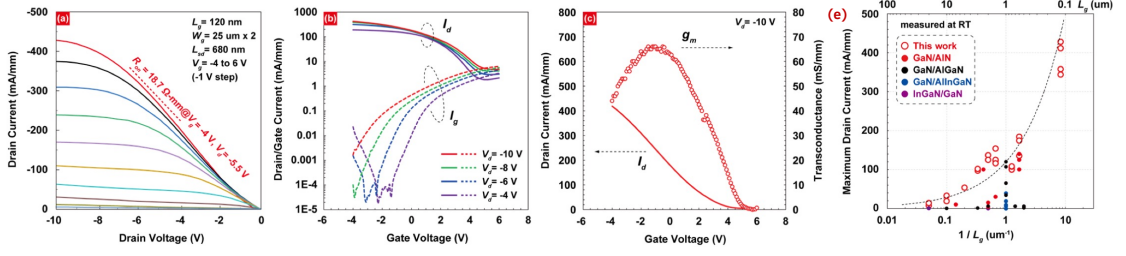 (a)
L_g = 120 nm
W_g = 25 um x 2
L_sd = 680 nm
V_g = -4 to 6 V
(-1 V step)
R_on = 18.7 Ω-mm@V_g = -4 V, V_d = -5.5 V
-400
-300
-200
-100
0
Drain Current (mA/mm)
-10
-8
-6
-4
-2
0
Drain Voltage (V)
(b)
I_d
I_g
V_d = -10 V
V_d = -8 V
V_d = -6 V
V_d = -4 V
1000
100
10
1
0.1
0.01
0.001
1E-4
1E-5
Drain/Gate Current (mA/mm)
-6
-4
-2
0
2
4
6
8
Gate Voltage (V)
(c)
V_d= -10 V
g_m
I_d
800
700
600
500
400
300
200
100
0
Drain Current (mA/mm)
80
70
60
50
40
30
20
10
0
Transconductance (mS/mm)
-6
-4
-2
0
2
4
6
8
Gate Voltage (V)
(e)
100
10
1
0.1
L_g (um)
measured at RT
This work
GaN/AlN
GaN/AlGaN
GaN/AlInGaN
InGaN/GaN
500
400
300
200
100
0
Maximum Drain Current (mA/mm)
0.01
0.1
1
10
1 / L_g (um⁻¹)